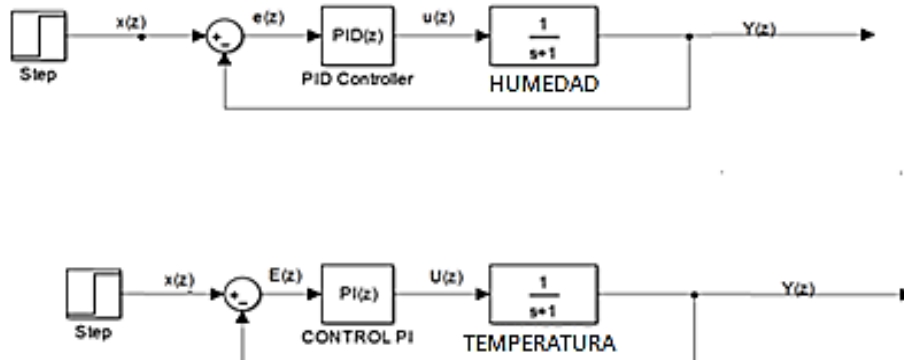 x(z) e(z) u(z) Y(z)
PID(z)
1
s+1
Step
PID Controller
HUMEDAD
x(z) E(z) U(z) Y(z)
PI(z)
1
s+1
Step
CONTROL PI
TEMPERATURA